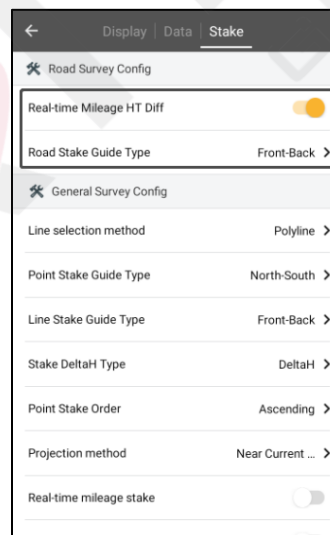 Display | Data | Stake
Road Survey Config
Real-time Mileage HT Diff
Road Stake Guide Type Front-Back >
General Survey Config
Line selection method Polyline >
Point Stake Guide Type North-South >
Line Stake Guide Type Front-Back >
Stake DeltaH Type DeltaH >
Point Stake Order Ascending >
Projection method Near Current ... >
Real-time mileage stake